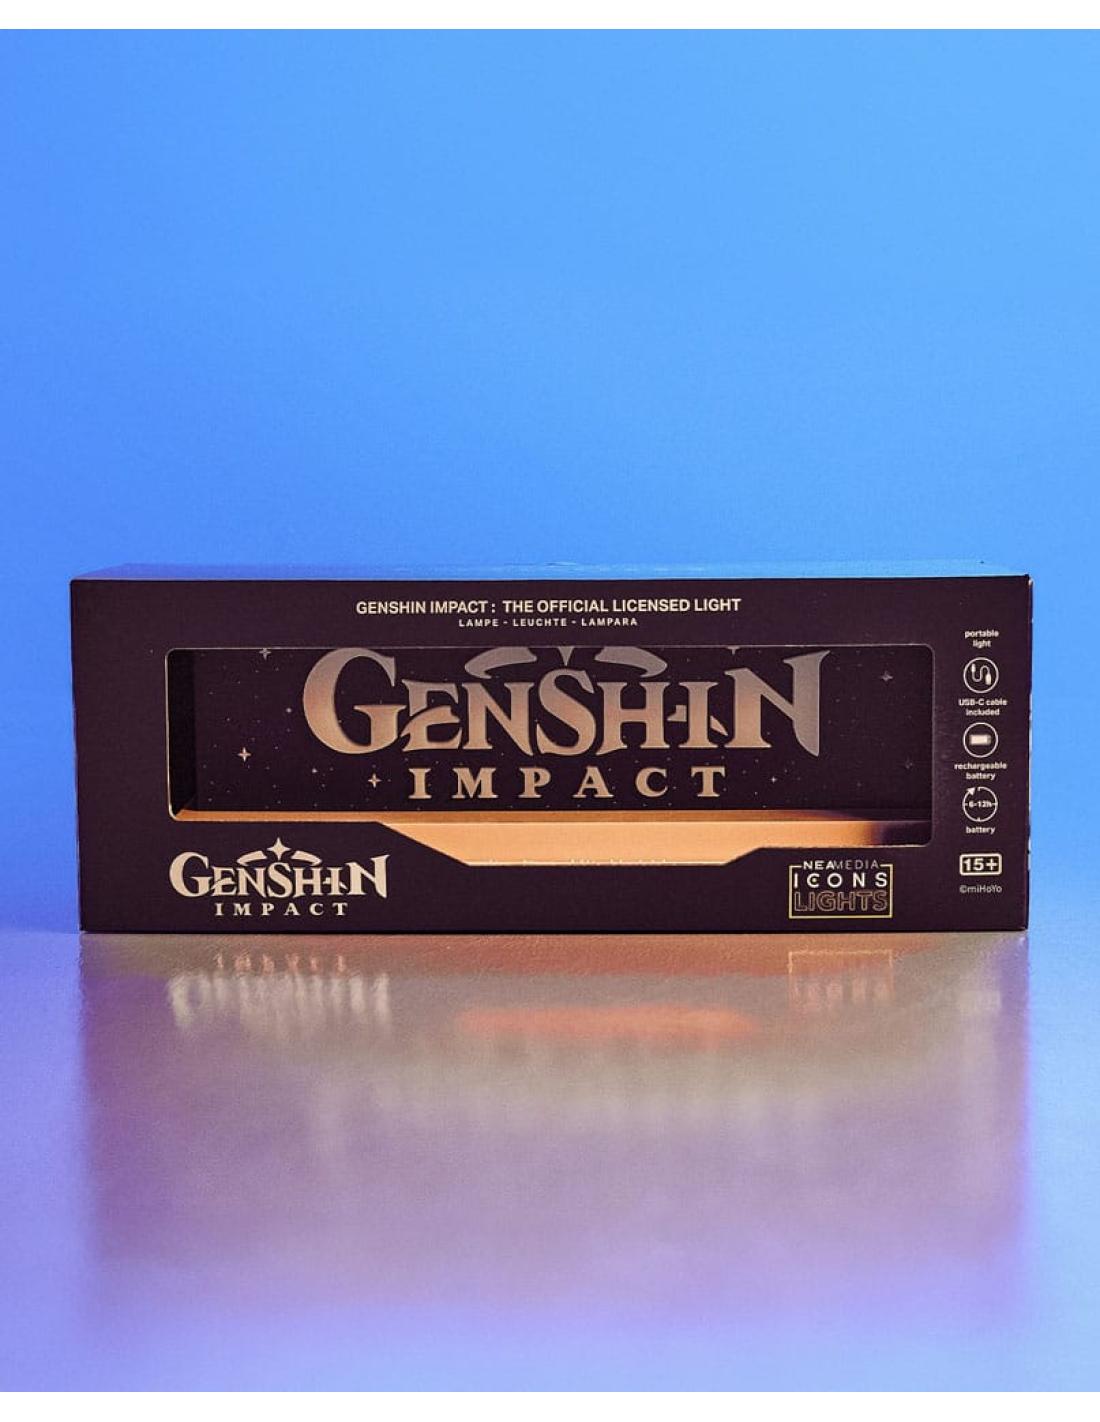 GENSHIN IMPACT : THE OFFICIAL LICENSED LIGHT
LAMPE - LEUCHTE - LAMPARA
GENSHIN
IMPACT
GENSHIN
IMPACT
NEAMEDIA
ICONS
LIGHTS
portable
light
USB-C cable
included
rechargeable
battery
6-12h
battery
15+
©miHoYo